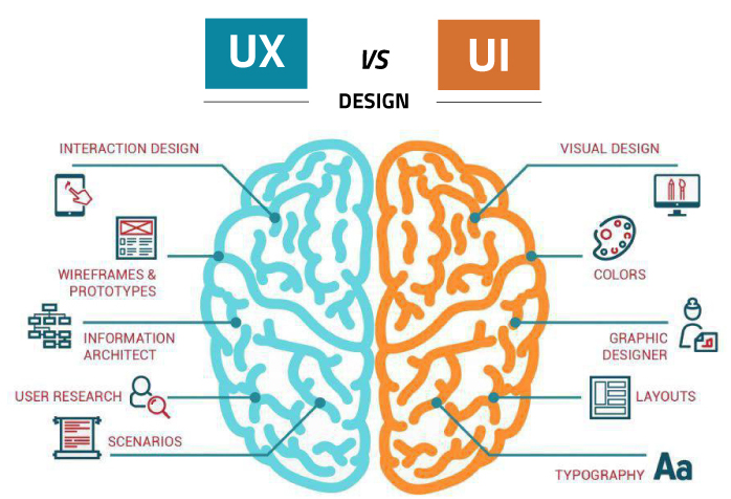 UX
VS
UI
DESIGN
INTERACTION DESIGN
WIREFRAMES &
PROTOTYPES
INFORMATION
ARCHITECT
USER RESEARCH
SCENARIOS
VISUAL DESIGN
COLORS
GRAPHIC
DESIGNER
LAYOUTS
TYPOGRAPHY
Aa